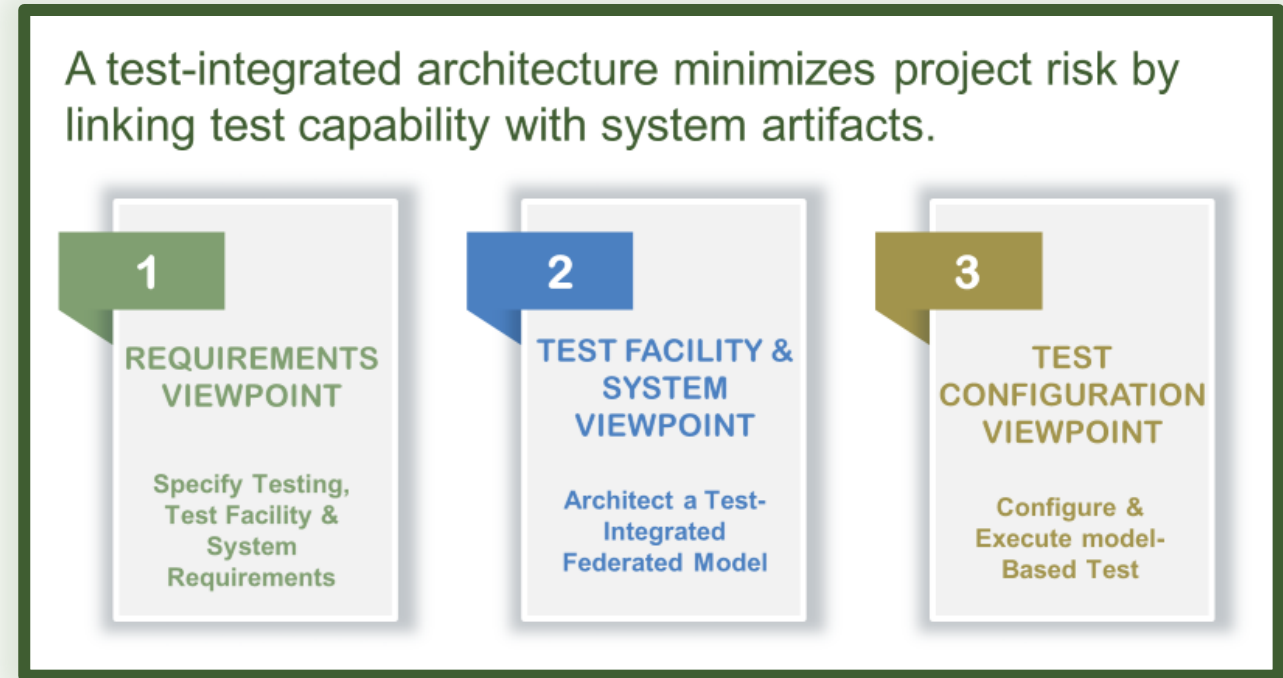 A test-integrated architecture minimizes project risk by
linking test capability with system artifacts.
1
REQUIREMENTS
VIEWPOINT
Specify Testing,
Test Facility &
System
Requirements
2
TEST FACILITY &
SYSTEM
VIEWPOINT
Architect a Test-
Integrated
Federated Model
3
TEST
CONFIGURATION
VIEWPOINT
Configure &
Execute model-
Based Test